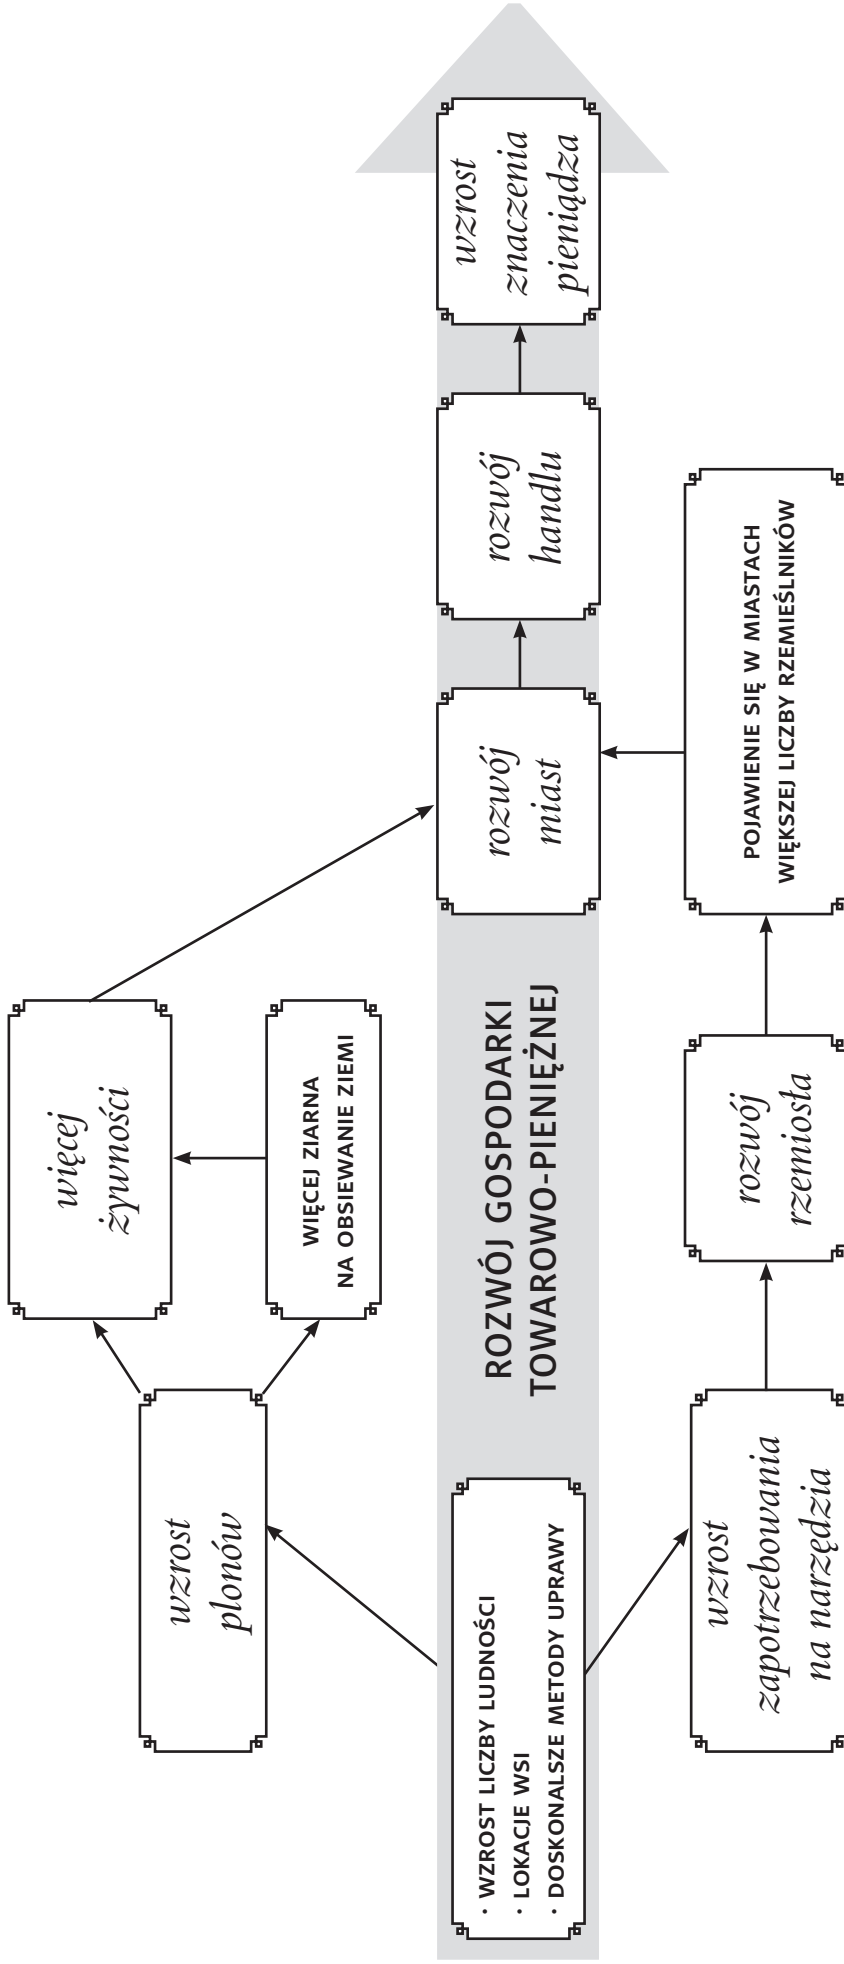 wzrost
plonów
więcej
żywności
WIĘCEJ ZIARNA
NA OBSIEWANIE ZIEMI
· WZROST LICZBY LUDNOŚCI
· LOKACJE WSI
· DOSKONALSZE METODY UPRAWY
ROZWÓJ GOSPODARKI
TOWAROWO-PIENIĘŻNEJ
rozwój
miast
rozwój
handlu
wzrost
znaczenia
pieniądza
wzrost
zapotrzebowania
na narzędzia
rozwój
rzemiosła
POJAWIENIE SIĘ W MIASTACH
WIĘKSZEJ LICZBY RZEMIEŚLNIKÓW